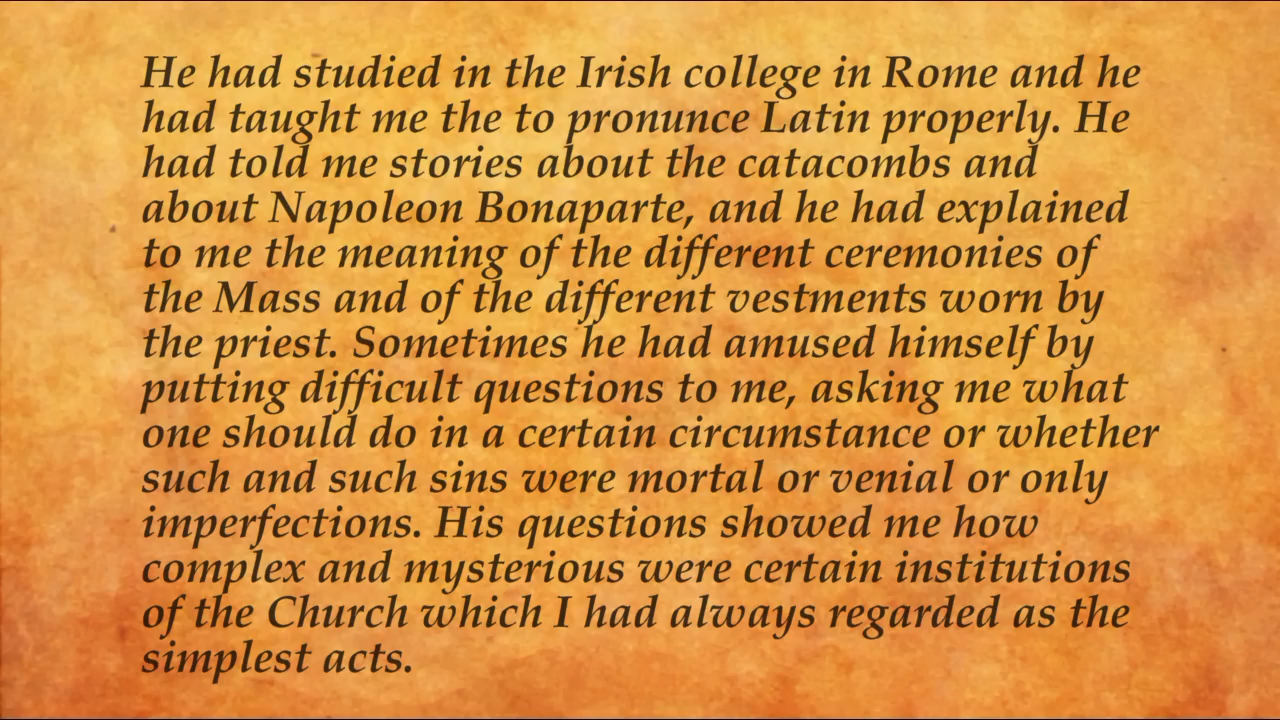 He had studied in the Irish college in Rome and he
had taught me the to pronunce Latin properly. He
had told me stories about the catacombs and
about Napoleon Bonaparte, and he had explained
to me the meaning of the different ceremonies of
the Mass and of the different vestments worn by
the priest. Sometimes he had amused himself by
putting difficult questions to me, asking me what
one should do in a certain circumstance or whether
such and such sins were mortal or venial or only
imperfections. His questions showed me how
complex and mysterious were certain institutions
of the Church which I had always regarded as the
simplest acts.